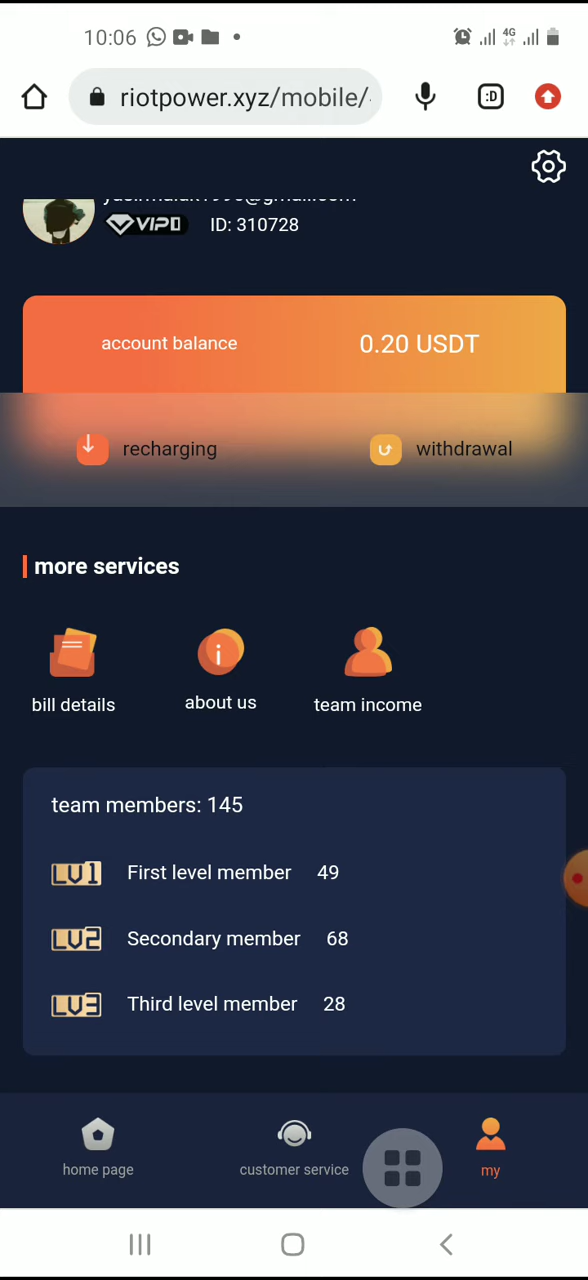 10:06
4G
riotpower.xyz/mobile/
:D
VIP0 ID: 310728
account balance 0.20 USDT
recharging withdrawal
more services
bill details about us team income
team members: 145
LV1 First level member 49
LV2 Secondary member 68
LV3 Third level member 28
home page customer service my